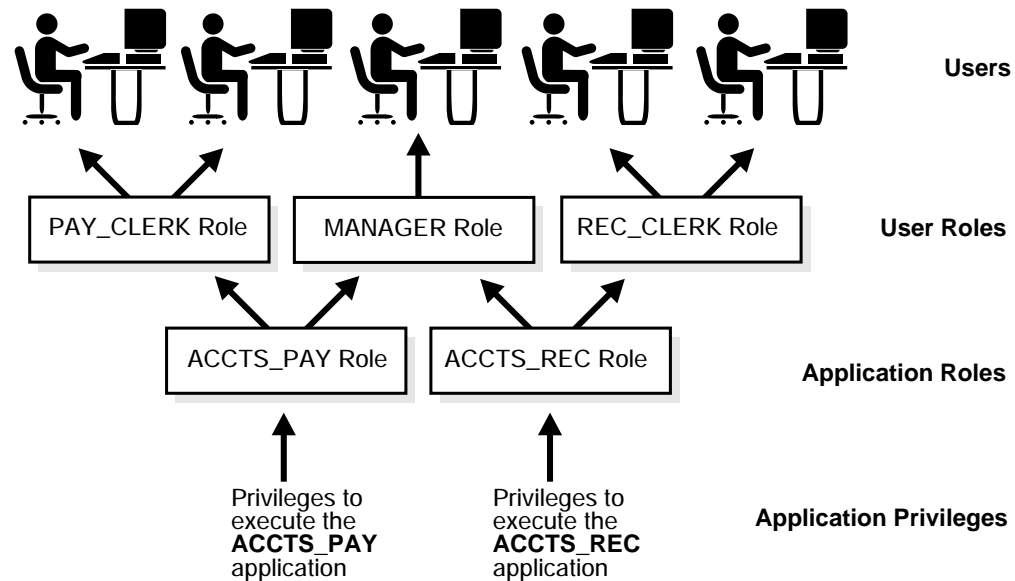 Users
PAY_CLERK Role
MANAGER Role
REC_CLERK Role
User Roles
ACCTS_PAY Role
ACCTS_REC Role
Application Roles
Privileges to
execute the
ACCTS_PAY
application
Privileges to
execute the
ACCTS_REC
application
Application Privileges